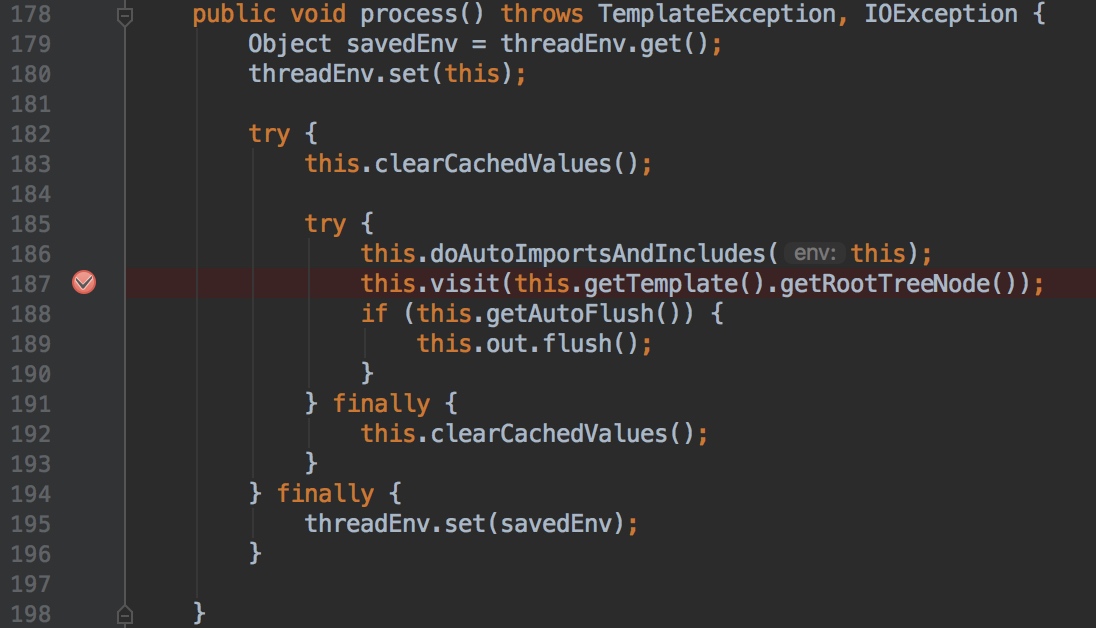 178 public void process() throws TemplateException, IOException {
179 Object savedEnv = threadEnv.get();
180 threadEnv.set(this);
181
182 try {
183 this.clearCachedValues();
184
185 try {
186 this.doAutoImportsAndIncludes( env: this);
187 this.visit(this.getTemplate().getRootTreeNode());
188 if (this.getAutoFlush()) {
189 this.out.flush();
190 }
191 } finally {
192 this.clearCachedValues();
193 }
194 } finally {
195 threadEnv.set(savedEnv);
196 }
197
198 }